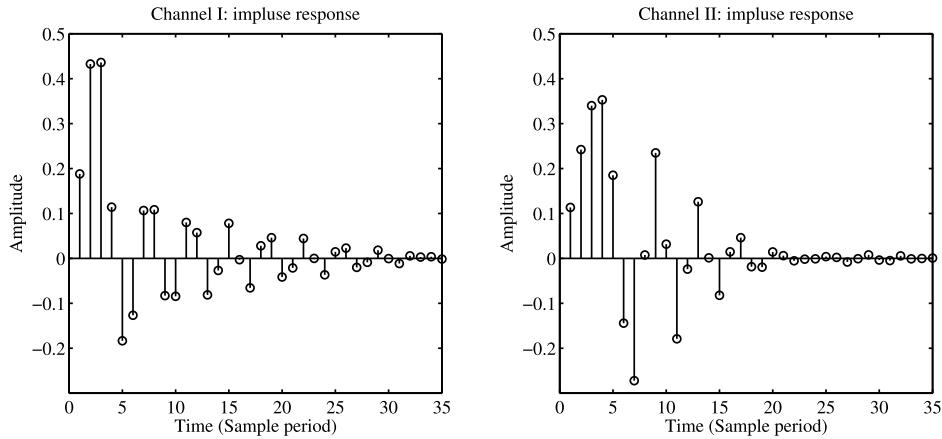 Channel I: impluse response
0.5
0.4
0.3
0.2
0.1
0
−0.1
−0.2
Amplitude
0 5 10 15 20 25 30 35
Time (Sample period)
Channel II: impluse response
0.5
0.4
0.3
0.2
0.1
0
−0.1
−0.2
Amplitude
0 5 10 15 20 25 30 35
Time (Sample period)